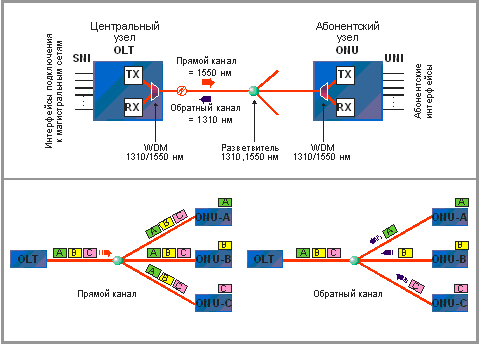 Центральный
узел
OLT
Абонентский
узел
ONU
SNI
UNI
Интерфейсы подключения
к магистральным сетям
TX
RX
Прямой канал
= 1550 нм
Обратный канал
= 1310 нм
TX
RX
Абонентские
интерфейсы
WDM
1310/1550 нм
Разветвитель
1310 ,1550 нм
WDM
1310/1550 нм
OLT
A B C
A B C
A B C
A B C
A
ONU-A
B
ONU-B
C
ONU-C
Прямой канал
OLT
A B C
A
B
C
A
ONU-A
B
ONU-B
C
ONU-C
Обратный канал